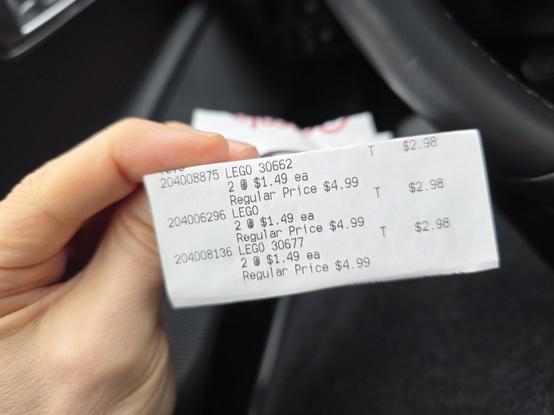 204008875 LEGO 30662 T $2.98
2 @ $1.49 ea
Regular Price $4.99
204006296 LEGO T $2.98
2 @ $1.49 ea
Regular Price $4.99
204008136 LEGO 30677 T $2.98
2 @ $1.49 ea
Regular Price $4.99